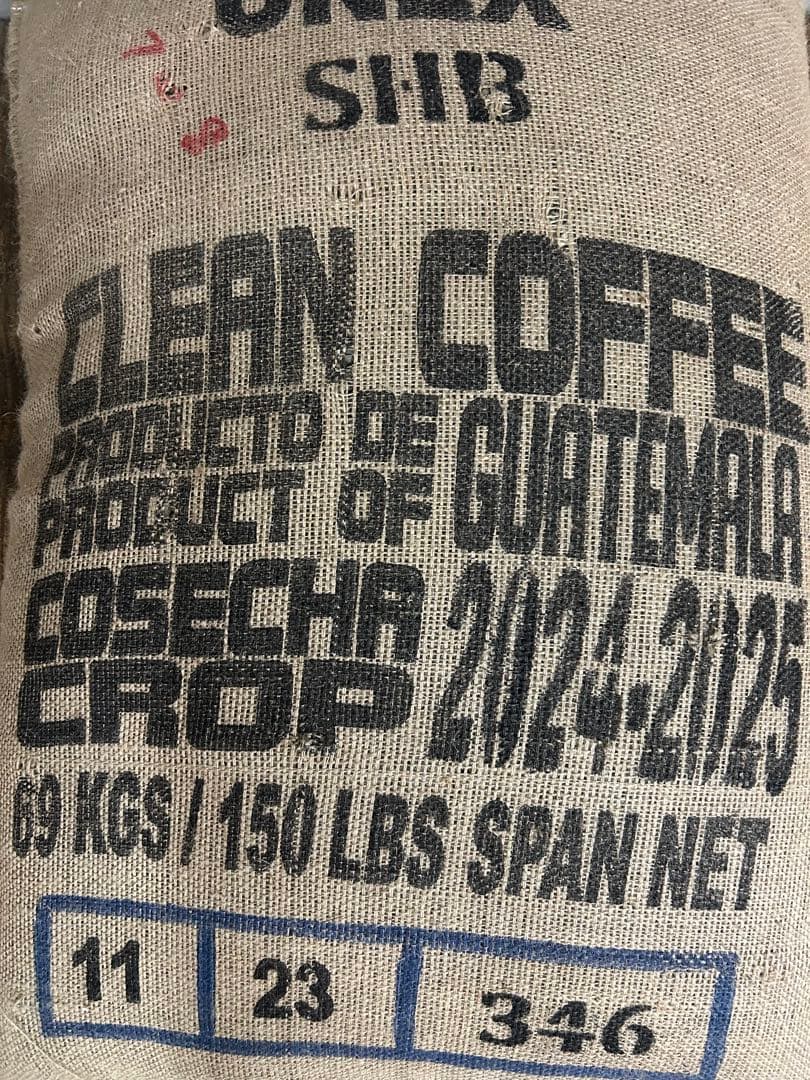 UNEX
SHB
CLEAN COFFEE
PRODUCTO DE
PRODUCT OF GUATEMALA
COSECHA
CROP 2024-2025
69 KGS / 150 LBS SPAN NET
11 23 346